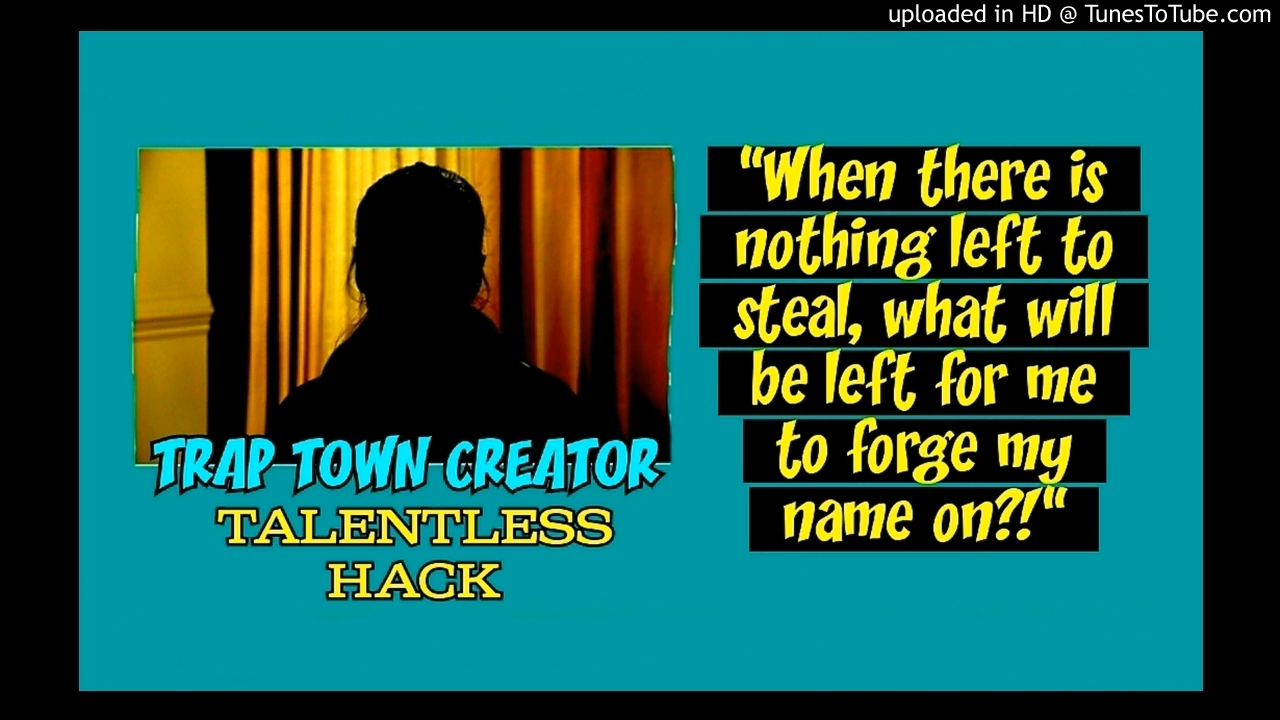 uploaded in HD @ TunesToTube.com
"When there is
nothing left to
steal, what will
be left for me
to forge my
name on?!"
TRAP TOWN CREATOR
TALENTLESS
HACK